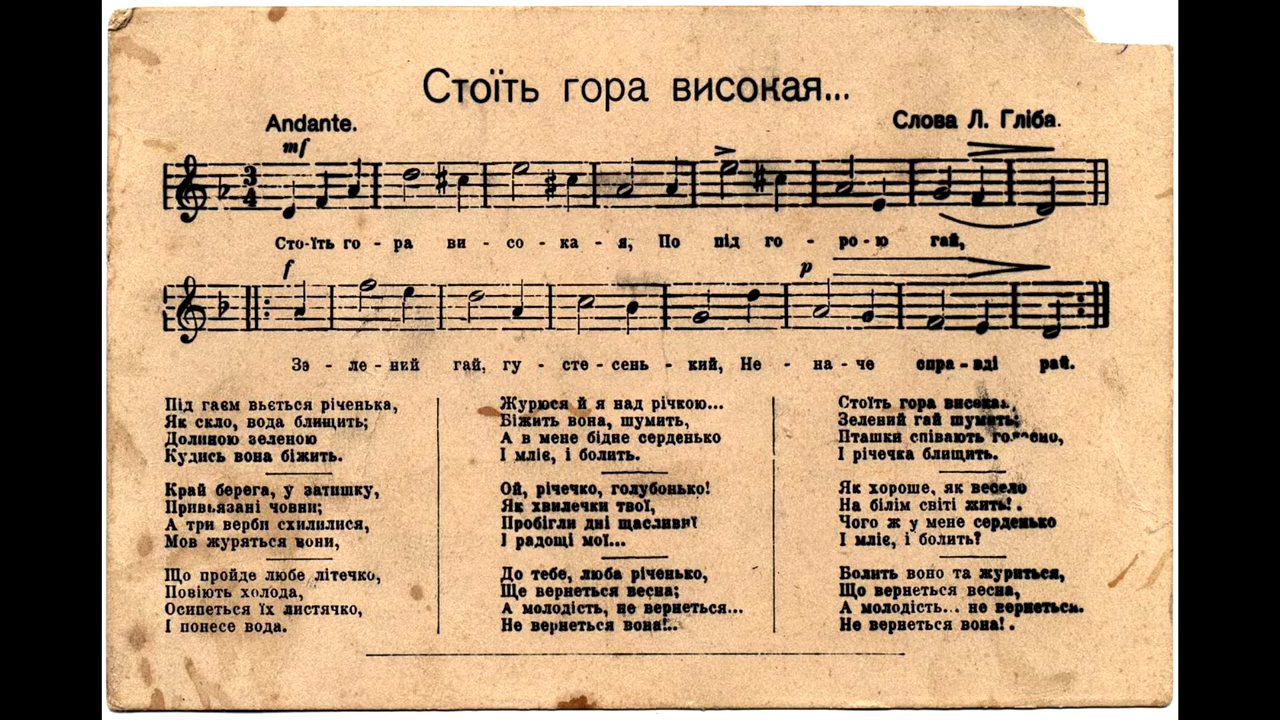 Стоїть гора високая...
Andante.
Слова Л. Гліба.
mf
3
4
Сто-їть го - ра ви - со - ка - я, По під го - ро - ю гай,
f
p
Зэ - ле - ний гай, гу - сте - сень - кий, Не - на - че справ - ді рай.
Під гаєм вьється річенька,
Як скло, вода блищить;
Долиною зеленою
Кудись вона біжить.
Край берега, у затишку,
Привьязані човни;
А три верби схилилися,
Мов журяться вони,
Що пройде любе літечко,
Повіють холода,
Осипеться їх листячко,
І понесе вода.
Журюся й я над річкою...
Біжить вона, шумить,
А в мене бідне серденько
І мліє, і болить.
Ой, річечко, голубонько!
Як хвилечки твої,
Пробігли дні щасливиї
І радощі мої...
До тебе, люба річенько,
Ще вернеться весна;
А молодість, не вернеться...
Не вернеться вона!..
Стоїть гора високая,
Зелений гай шумить;
Пташки співають
І річечка блищить.
Як хороше, як весело
На білім світі жить!.
Чого ж у мене серденько
І мліє, і болить?
Болить воно та журиться,
Що вернеться весна,
А молодість... не вернеться.
Не вернеться вона!.